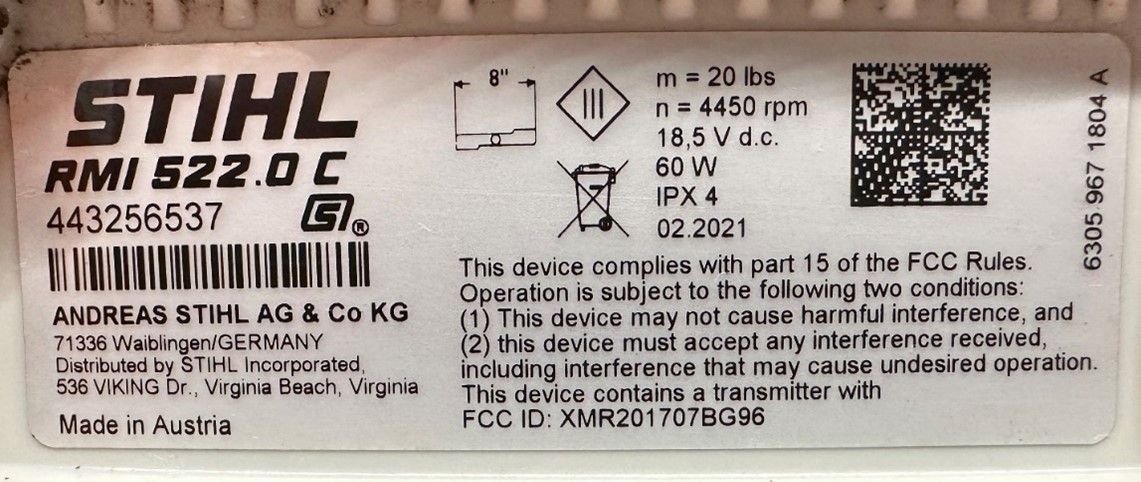 STIHL
RMI 522.0 C
443256537
ANDREAS STIHL AG & Co KG
71336 Waiblingen/GERMANY
Distributed by STIHL Incorporated,
536 VIKING Dr., Virginia Beach, Virginia
Made in Austria
8"
III
m = 20 lbs
n = 4450 rpm
18,5 V d.c.
60 W
IPX 4
02.2021
This device complies with part 15 of the FCC Rules.
Operation is subject to the following two conditions:
(1) This device may not cause harmful interference, and
(2) this device must accept any interference received,
including interference that may cause undesired operation.
This device contains a transmitter with
FCC ID: XMR201707BG96
6305 967 1804 A